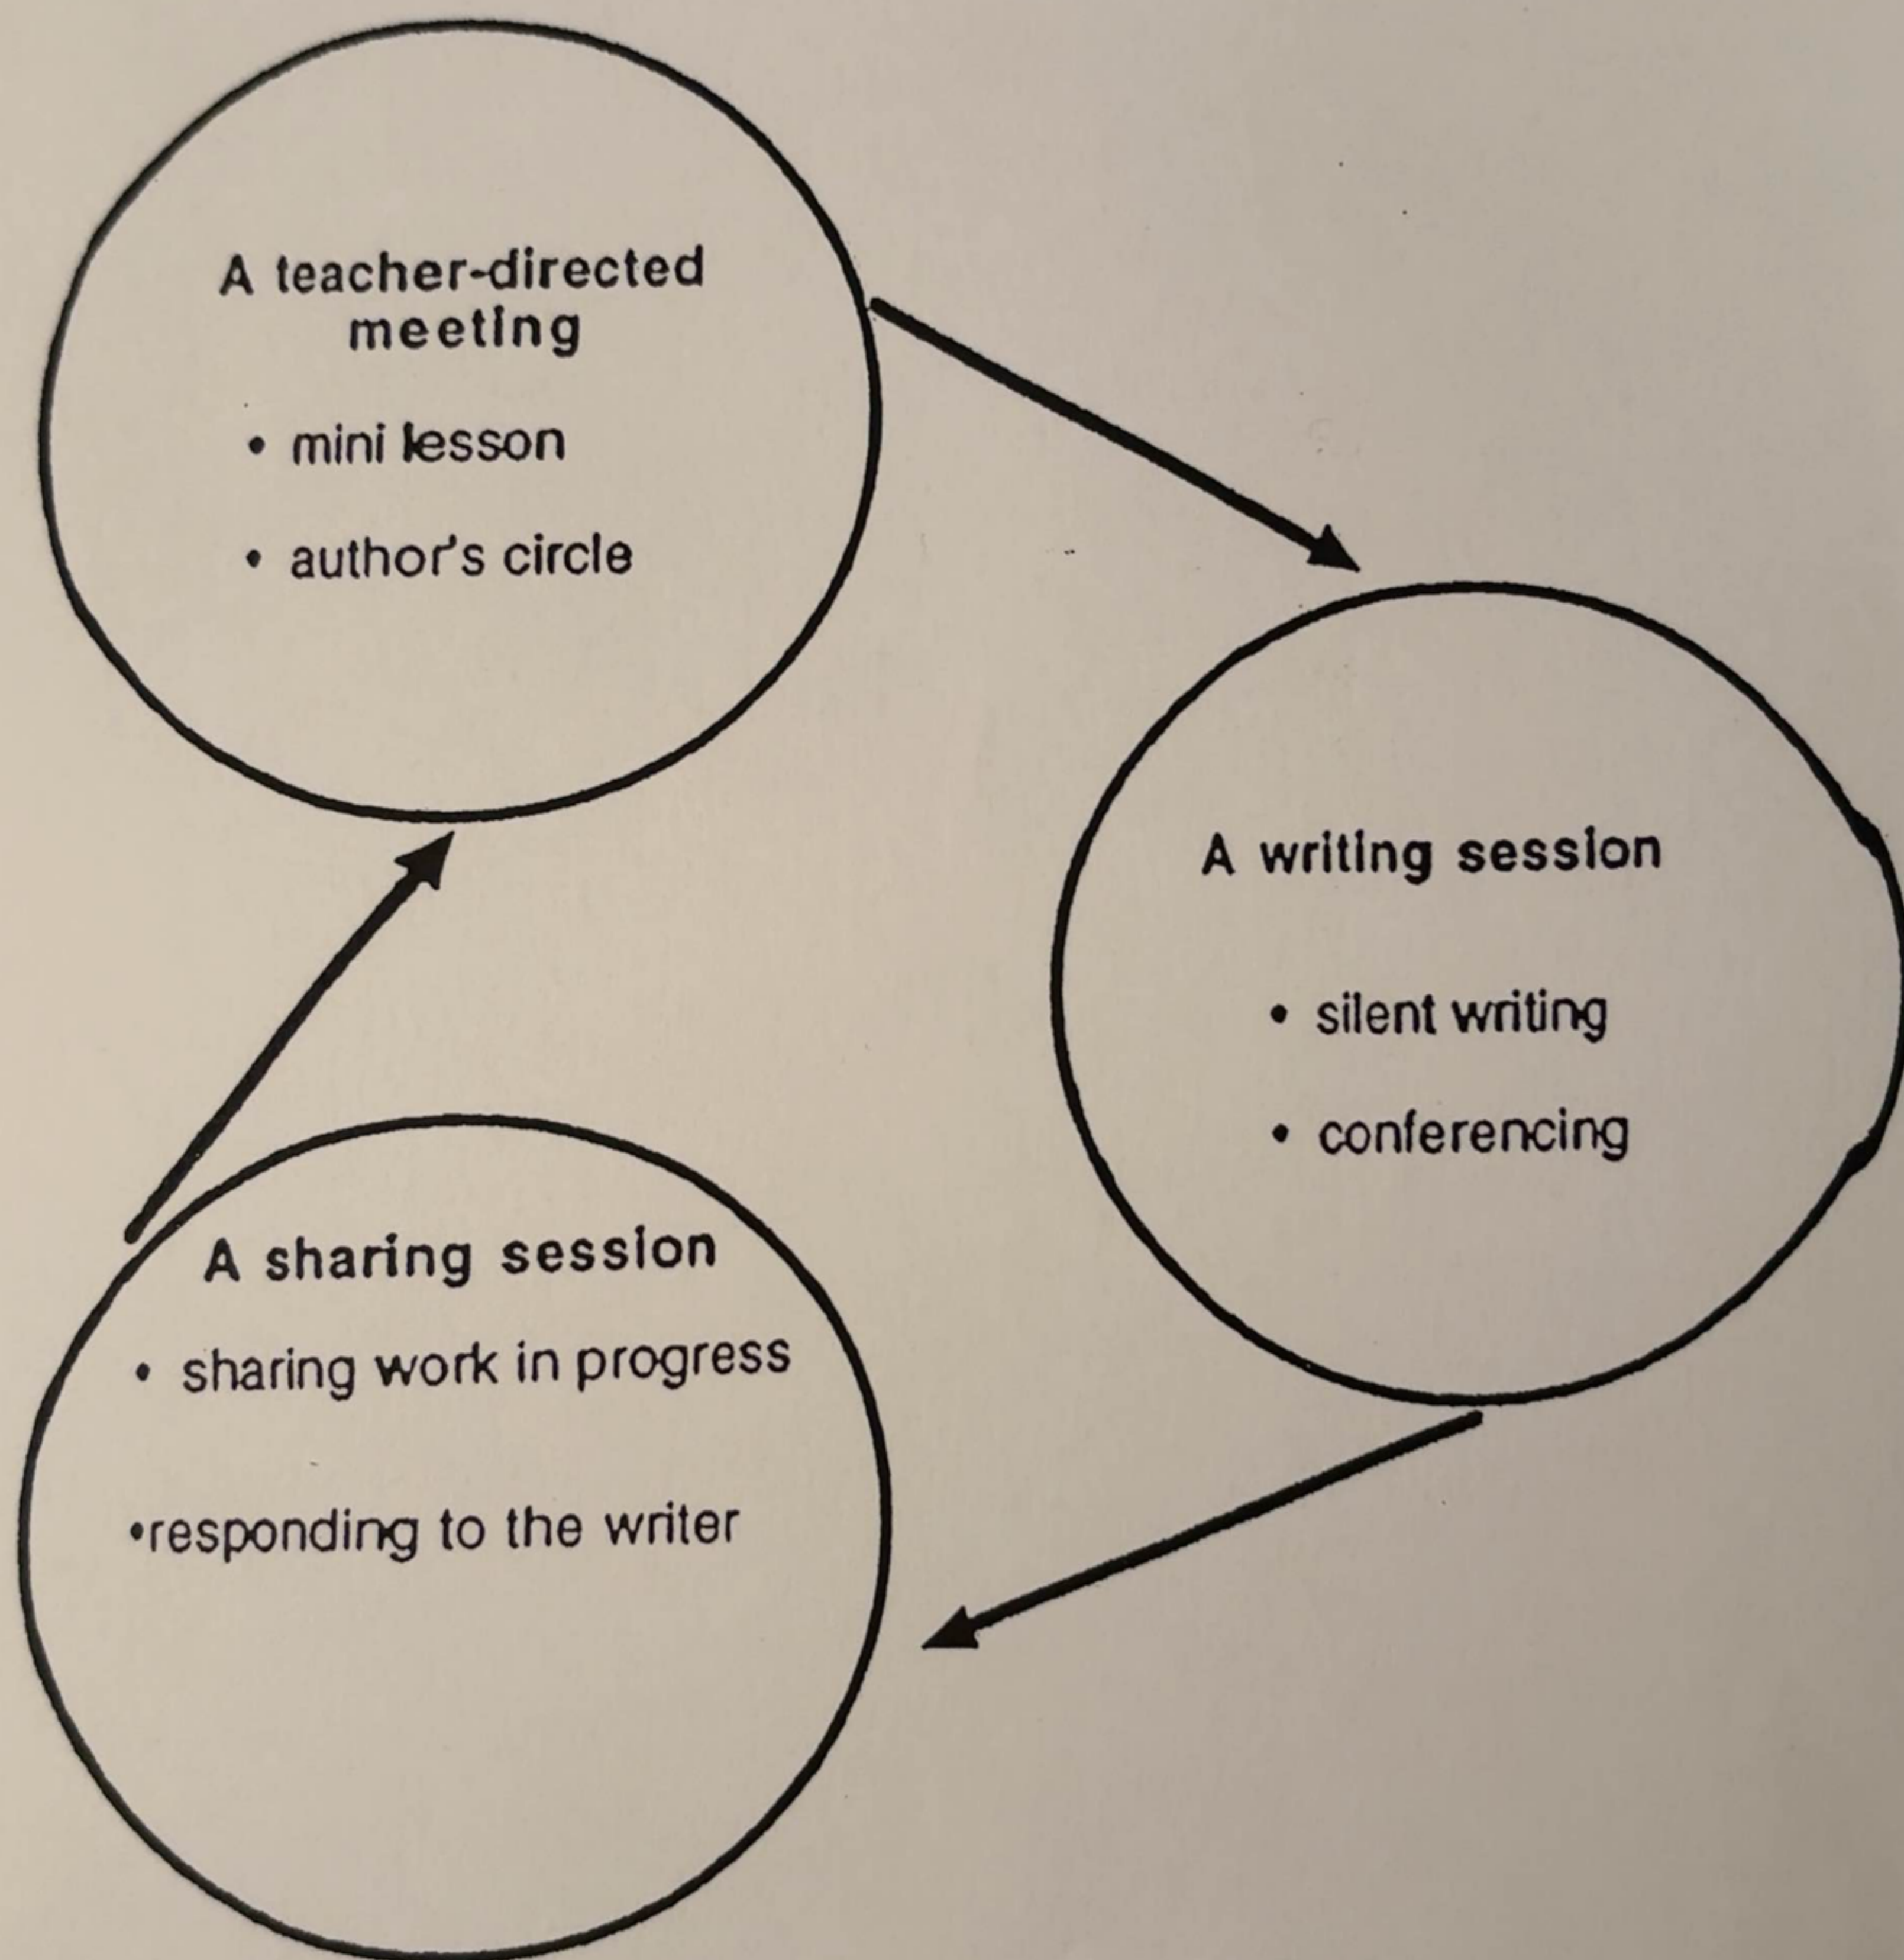 A teacher-directed
meeting
• mini lesson
• author's circle
A writing session
• silent writing
• conferencing
A sharing session
• sharing work in progress
•responding to the writer